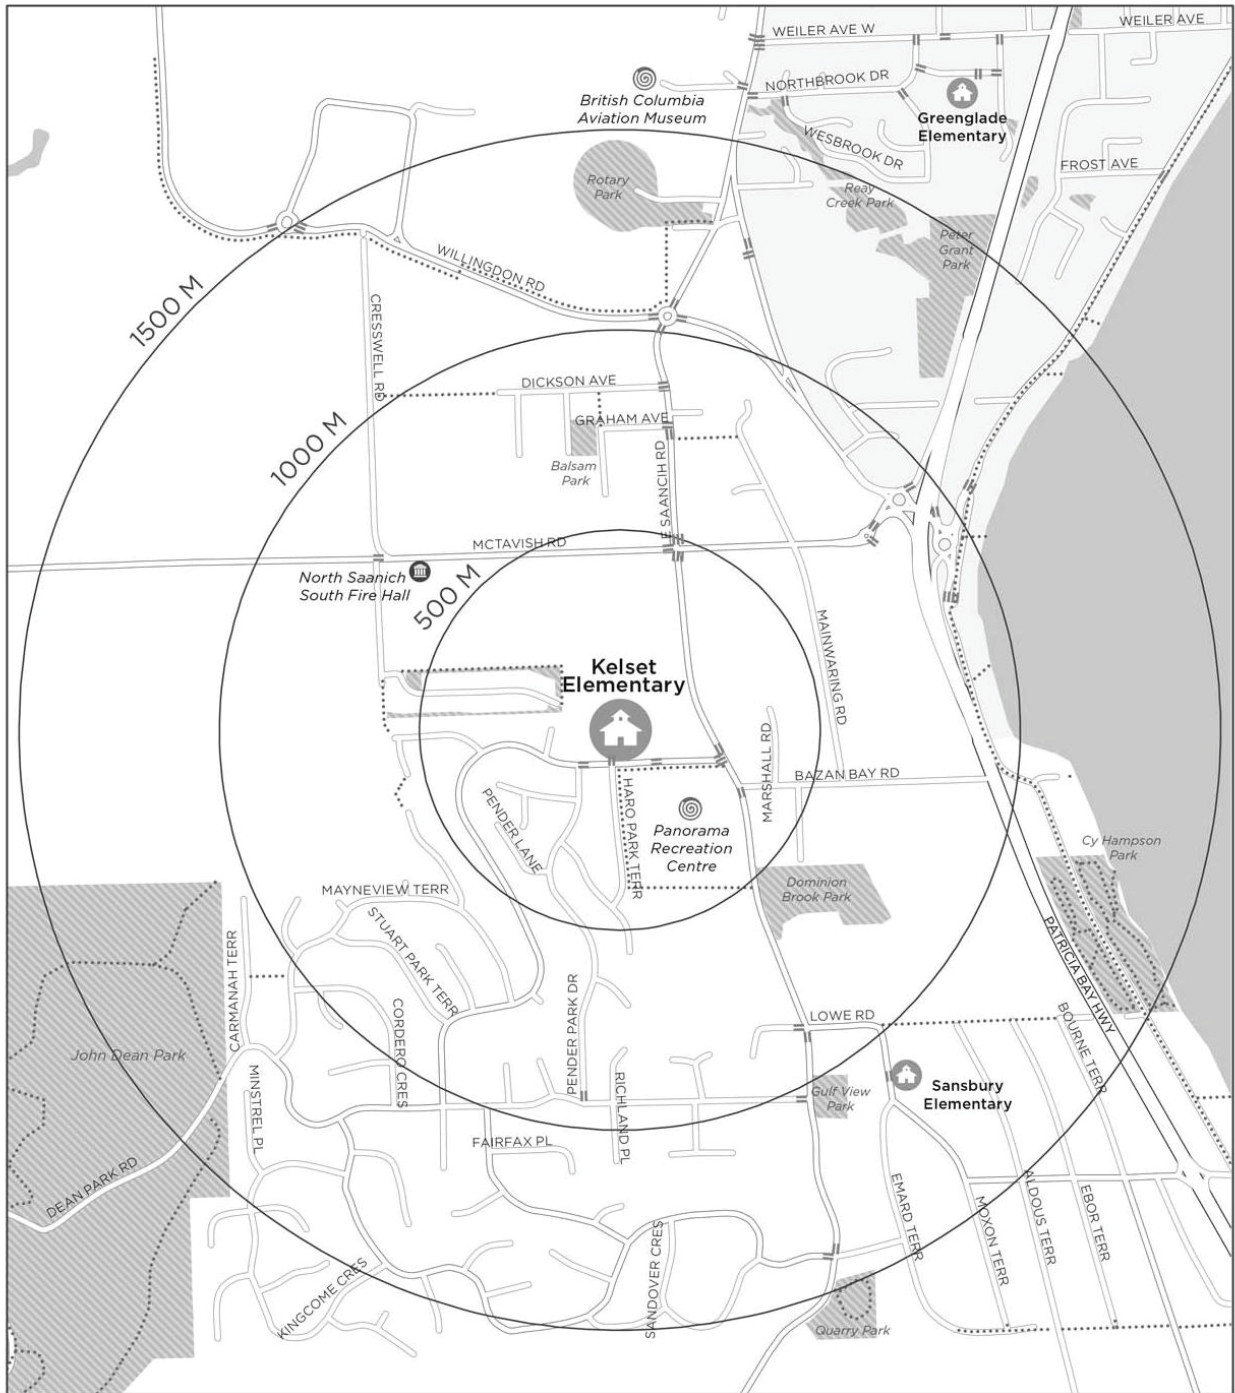 WEILER AVE W
WEILER AVE
NORTHBROOK DR
British Columbia
Aviation Museum
Greenglade
Elementary
WESBROOK DR
FROST AVE
Rotary
Park
Reay
Creek Park
Peter
Grant
Park
WILLINGDON RD
1500 M
CRESSWELL RD
DICKSON AVE
GRAHAM AVE
1000 M
Balsam
Park
E SAANCIH RD
MCTAVISH RD
North Saanich
South Fire Hall
500 M
MAINWARING RD
Kelset
Elementary
MARSHALL RD
BAZAN BAY RD
PENDER LANE
HARO PARK TERR
Panorama
Recreation
Centre
Cy Hampson
Park
MAYNEVIEW TERR
Dominion
Brook Park
STUART PARK TERR
CARMANAH TERR
PATRICIA BAY HWY
PENDER PARK DR
CORDERO CRES
LOWE RD
BOURNE TERR
John Dean Park
MINSTREL PL
RICHLAND PL
Gulf View
Park
Sansbury
Elementary
FAIRFAX PL
DEAN PARK RD
EMARD TERR
MOXON TERR
ALDOUS TERR
EBOR TERR
SANDOVER CRES
KINGCOME CRES
Quarry Park